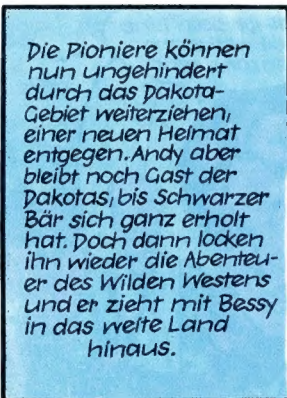 Die Pioniere können
nun ungehindert
durch das Dakota-
Gebiet weiterziehen,
einer neuen Heimat
entgegen. Andy aber
bleibt noch Gast der
Dakotas, bis Schwarzer
Bär sich ganz erholt
hat. Doch dann locken
ihn wieder die Abenteu-
er des Wilden Westens
und er zieht mit Bessy
in das weite Land
hinaus.